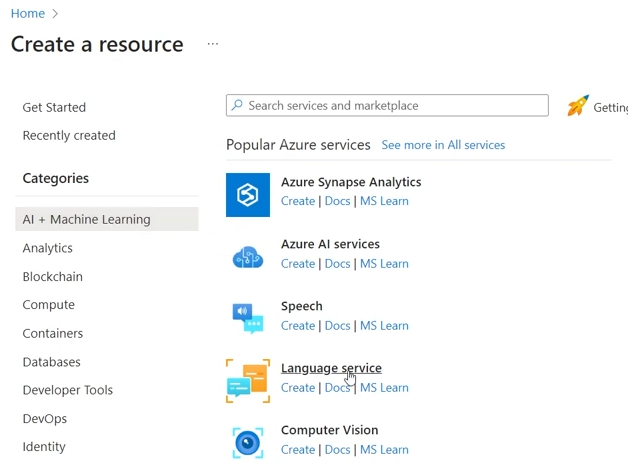 Home >
Create a resource ...
Get Started
Recently created
Categories
AI + Machine Learning
Analytics
Blockchain
Compute
Containers
Databases
Developer Tools
DevOps
Identity
Search services and marketplace
Getting
Popular Azure services See more in All services
Azure Synapse Analytics
Create | Docs | MS Learn
Azure AI services
Create | Docs | MS Learn
Speech
Create | Docs | MS Learn
Language service
Create | Docs | MS Learn
Computer Vision
Create | Docs | MS Learn